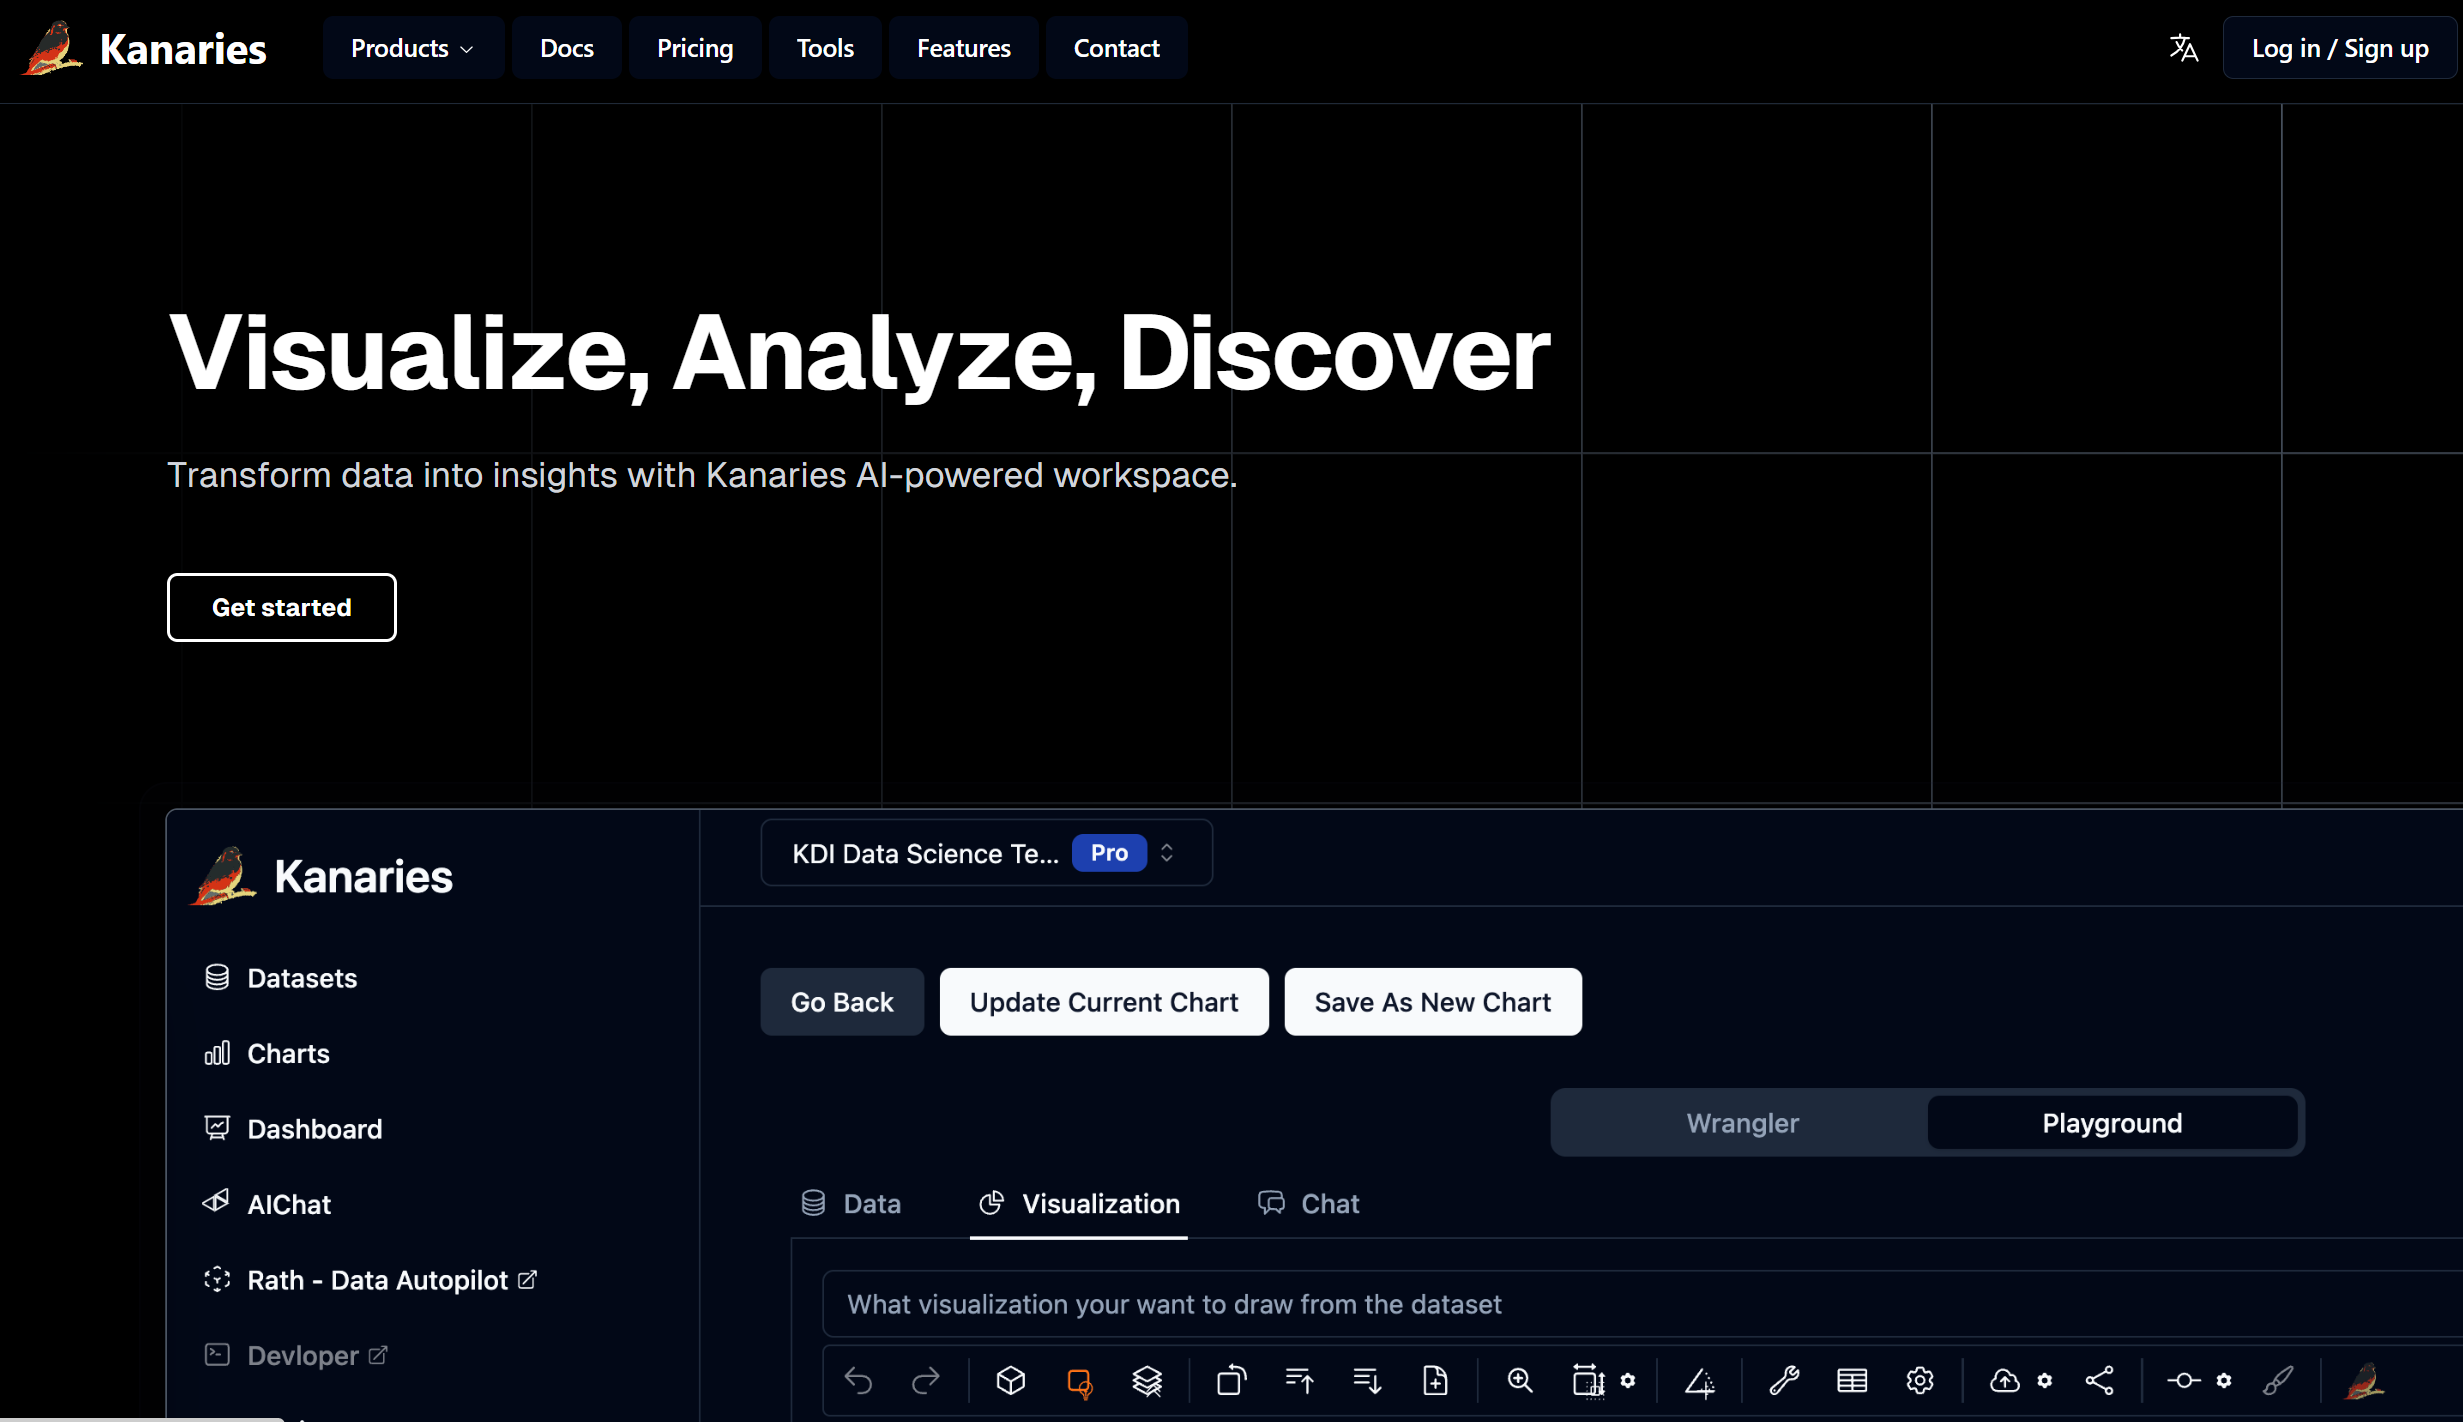 Kanaries
Products
Docs
Pricing
Tools
Features
Contact
Log in / Sign up
Visualize, Analyze, Discover
Transform data into insights with Kanaries AI-powered workspace.
Get started
Kanaries
KDI Data Science Te...
Pro
Datasets
Charts
Dashboard
AIChat
Rath - Data Autopilot
Devloper
Go Back
Update Current Chart
Save As New Chart
Wrangler
Playground
Data
Visualization
Chat
What visualization your want to draw from the dataset